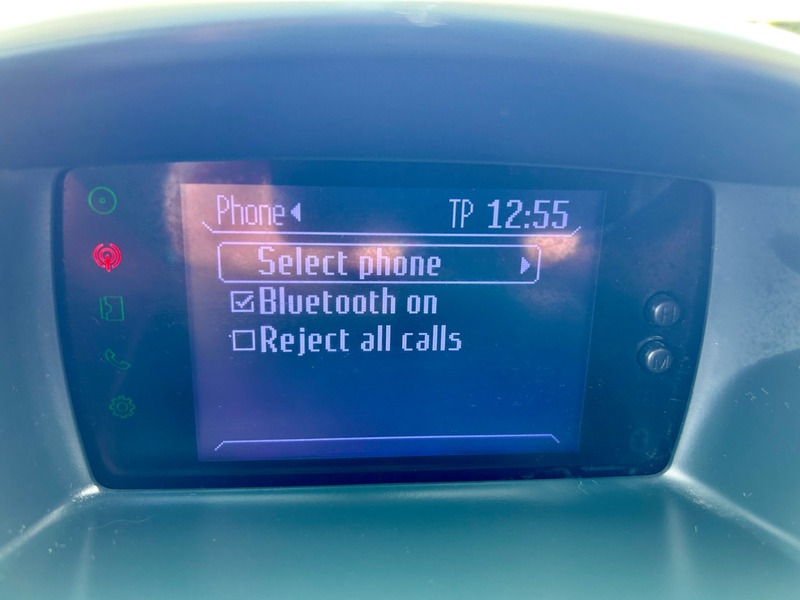 Phone TP 12:55
Select phone
Bluetooth on
Reject all calls
H
M